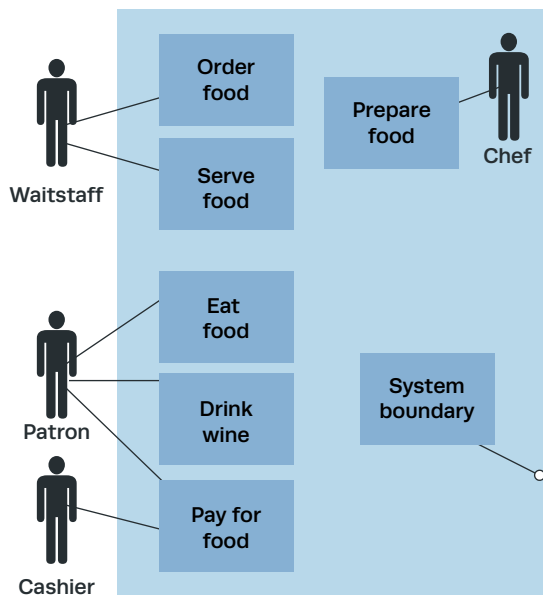 Order
food
Prepare
food
Chef
Waitstaff
Serve
food
Eat
food
Patron
Drink
wine
System
boundary
Pay for
food
Cashier